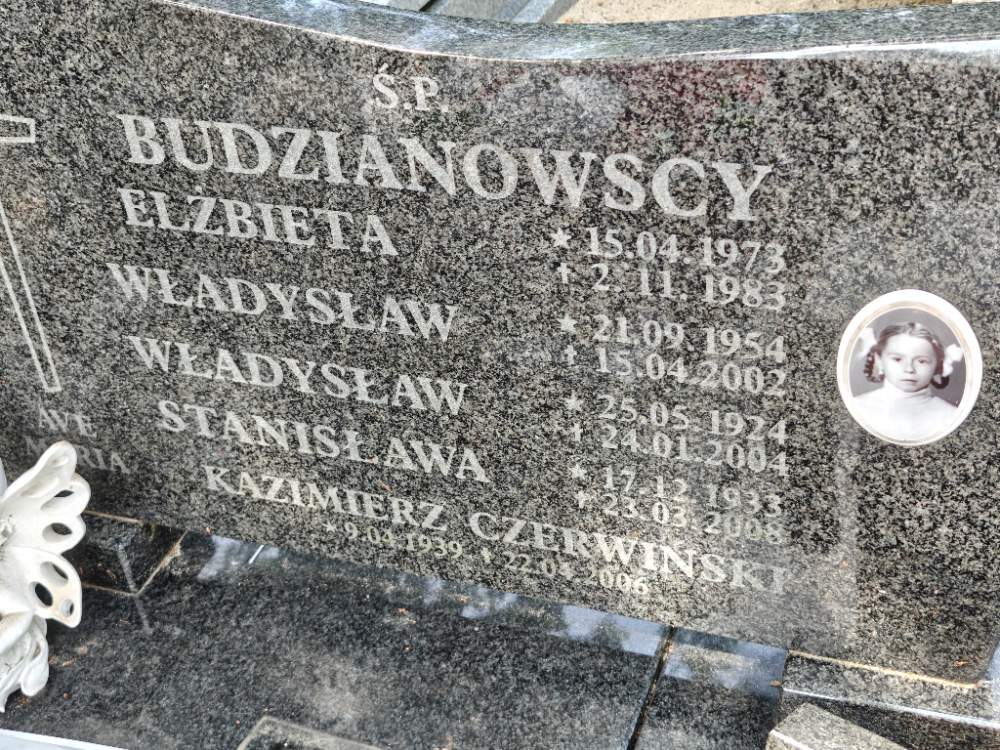 Ś.P.
BUDZIANOWSCY
ELŻBIETA
* 15.04.1973
† 2. 11. 1983
WŁADYSŁAW
* 21.09.1954
† 15.04.2002
WŁADYSŁAW
* 25.05.1924
† 24.01.2004
STANISŁAWA
* 17.12.1933
† 23.03.2008
KAZIMIERZ CZERWIŃSKI
* 9.04.1939 † 22.04.2006
AVE
MARIA